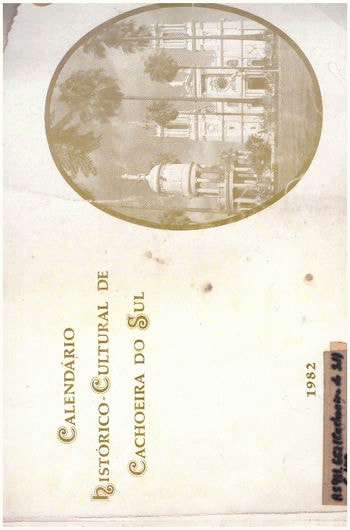 CALENDÁRIO
HISTÓRICO-CULTURAL DE
CACHOEIRA DO SUL
1982